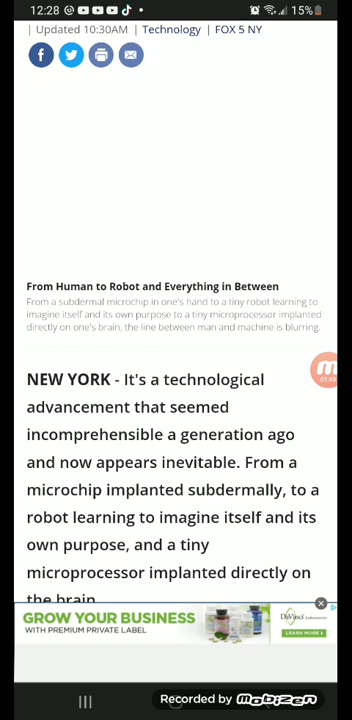 12:28
15%
| Updated 10:30AM | Technology | FOX 5 NY
From Human to Robot and Everything in Between
From a subdermal microchip in one's hand to a tiny robot learning to
imagine itself and its own purpose to a tiny microprocessor implanted
directly on one's brain, the line between man and machine is blurring.
01:49
NEW YORK - It's a technological
advancement that seemed
incomprehensible a generation ago
and now appears inevitable. From a
microchip implanted subdermally, to a
robot learning to imagine itself and its
own purpose, and a tiny
microprocessor implanted directly on
the brain
GROW YOUR BUSINESS
WITH PREMIUM PRIVATE LABEL
DaVinci Laboratories
LEARN MORE >
Recorded by mobizen